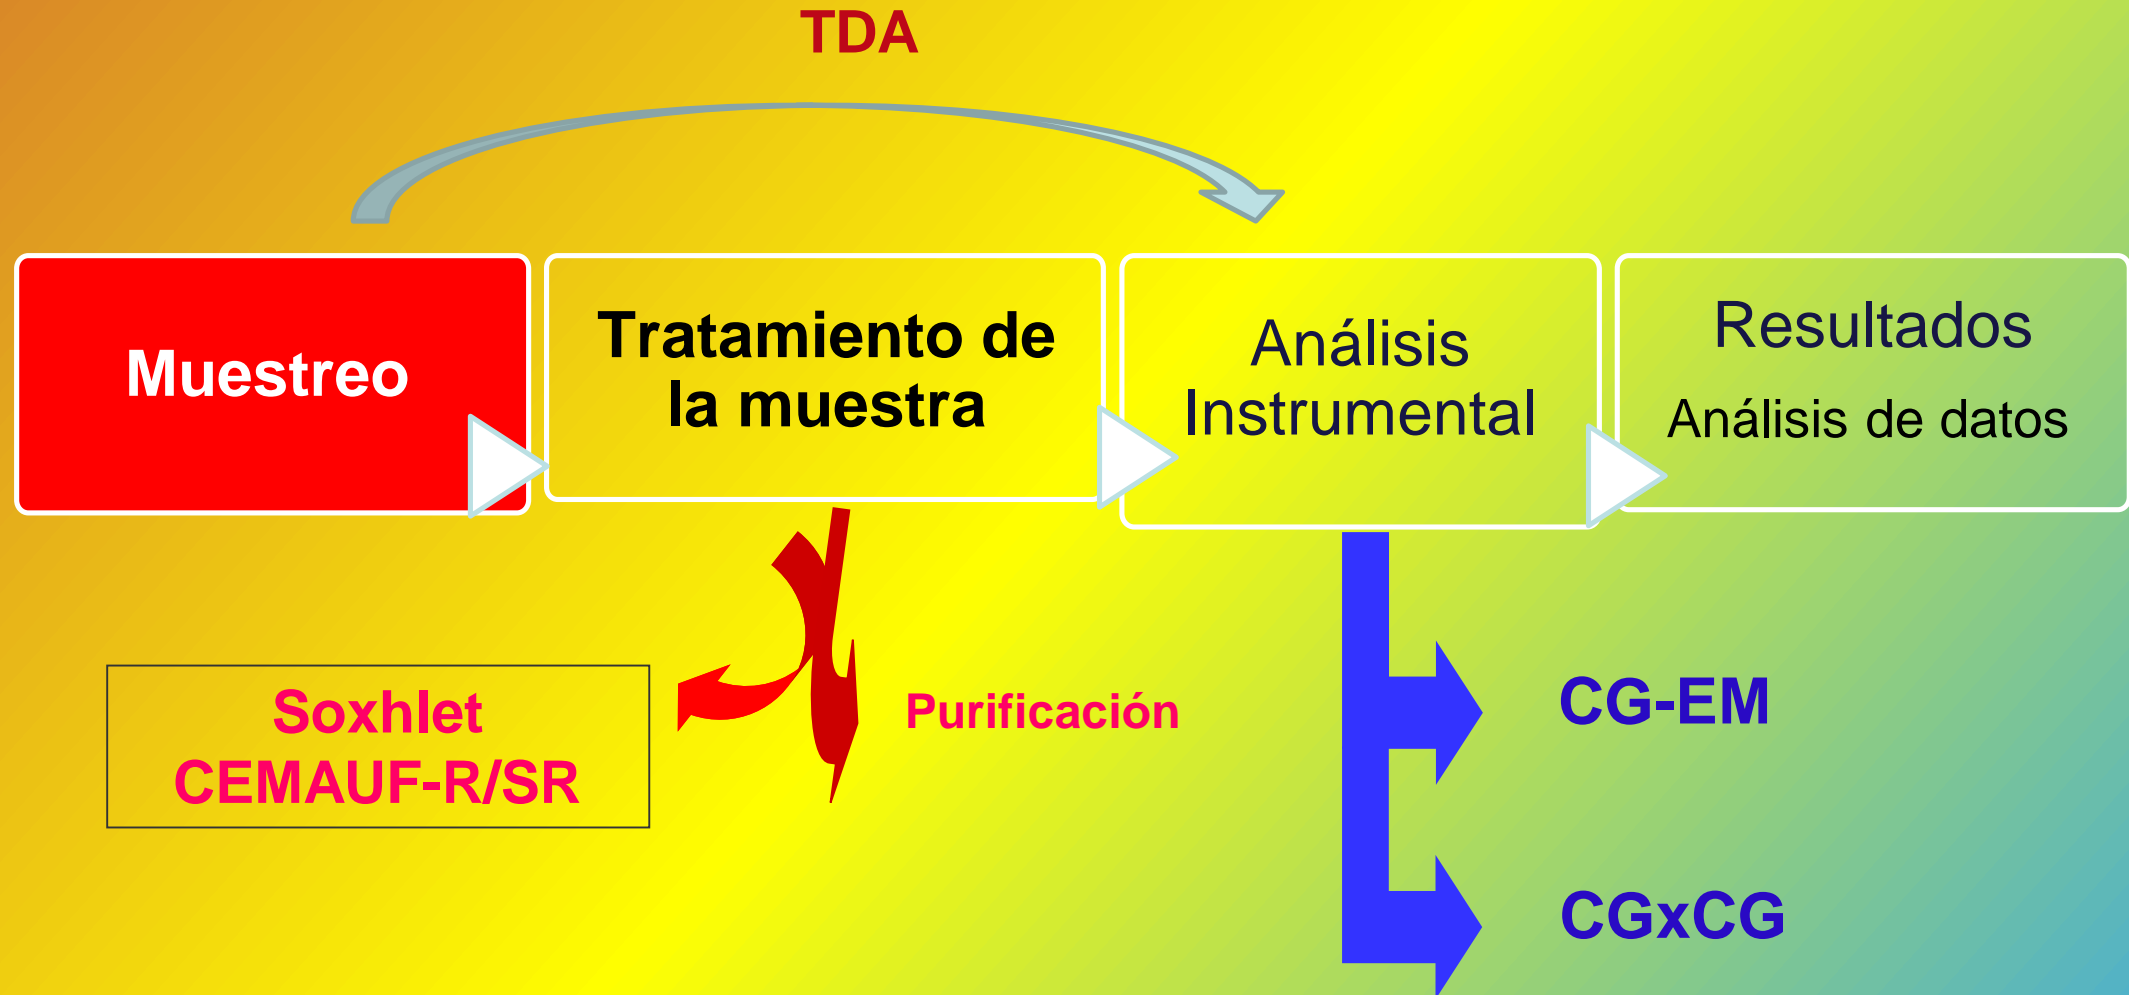 TDA
Muestreo
Tratamiento de
la muestra
Análisis
Instrumental
Resultados
Análisis de datos
Soxhlet
CEMAUF-R/SR
Purificación
CG-EM
CGxCG